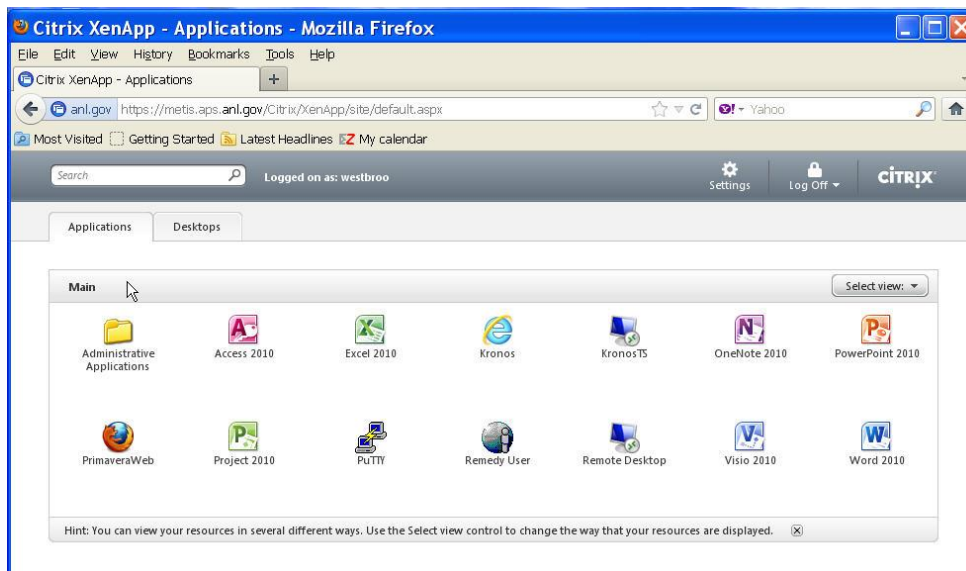 Citrix XenApp - Applications - Mozilla Firefox
File Edit View History Bookmarks Tools Help
Citrix XenApp - Applications +
anl.gov https://metis.aps.anl.gov/Citrix/XenApp/site/default.aspx Yahoo
Most Visited Getting Started Latest Headlines My calendar
Search Logged on as: westbroo Settings Log Off CITRIX
Applications Desktops
Main Select view:
Administrative Applications Access 2010 Excel 2010 Kronos KronosTS OneNote 2010 PowerPoint 2010
PrimaveraWeb Project 2010 PuTTY Remedy User Remote Desktop Visio 2010 Word 2010
Hint: You can view your resources in several different ways. Use the Select view control to change the way that your resources are displayed.